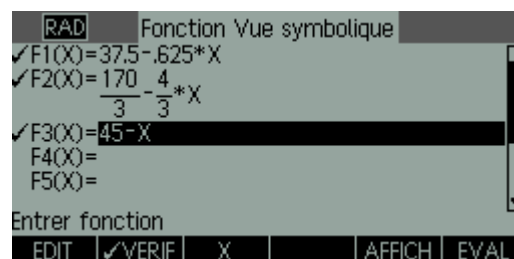 RAD Fonction Vue symbolique
✓F1(X)=37.5-.625*X
✓F2(X)=170/3-4/3*X
✓F3(X)=45-X
F4(X)=
F5(X)=
Entrer fonction
EDIT ✓VERIF X AFFICH EVAL